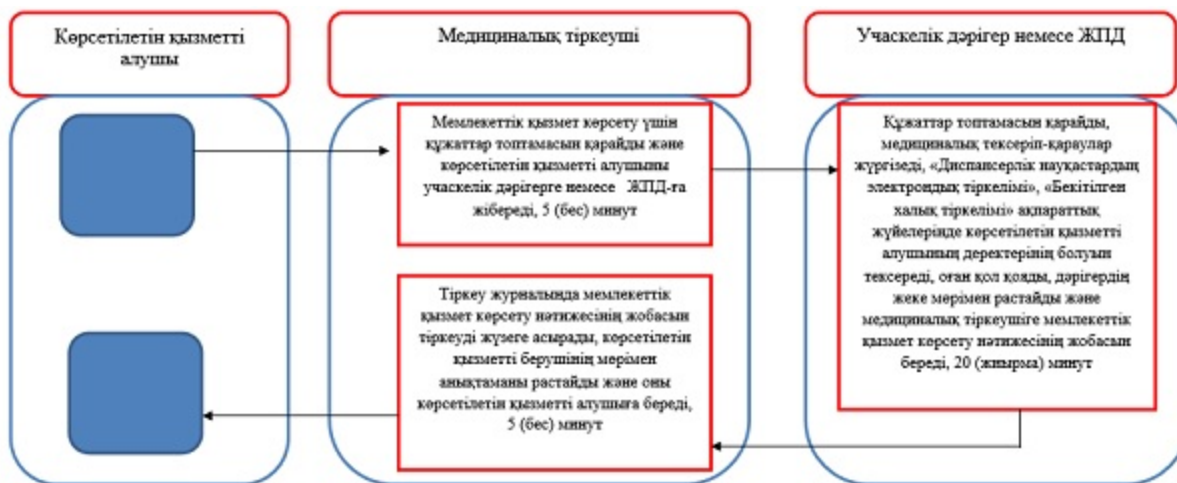 Көрсетілетін қызметті
алушы
Медициналық тіркеуші
Учаскелік дәрігер немесе ЖПД
Мемлекеттік қызмет көрсету үшін
құжаттар топтамасын қарайды және
көрсетілетін қызметті алушыны
учаскелік дәрігерге немесе ЖПД-ға
жібереді, 5 (бес) минут
Құжаттар топтамасын қарайды,
медициналық тексеріп-қараулар
жүргізеді, «Диспансерлік науқастардың
электрондық тіркелімі», «Бекітілген
халық тіркелімі» ақпараттық
жүйелерінде көрсетілетін қызметті
алушының деректерінің болуын
тексереді, оған қол қояды, дәрігердің
жеке мөрімен растайды және
медициналық тіркеушіге мемлекеттік
қызмет көрсету нәтижесінің жобасын
береді, 20 (жиырма) минут
Тіркеу журналында мемлекеттік
қызмет көрсету нәтижесінің жобасын
тіркеуді жүзеге асырады, көрсетілетін
қызметті берушінің мөрімен
анықтаманы растайды және оны
көрсетілетін қызметті алушыға береді,
5 (бес) минут